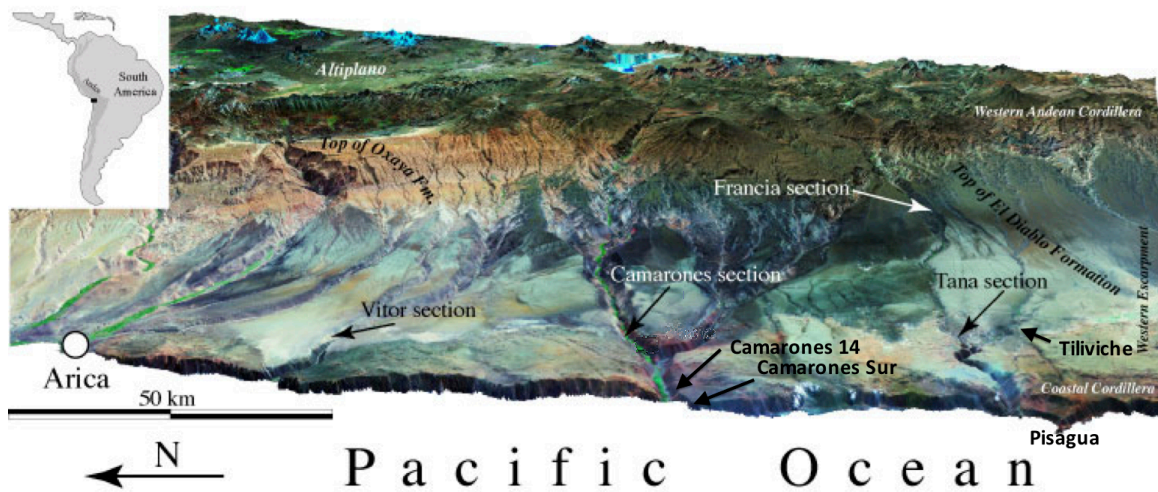 South
America
Andes
Altiplano
Western Andean Cordillera
Top of Oxaya Fm.
Francia section
Top of El Diablo Formation
Western Escarpment
Camarones section
Tana section
Vitor section
Camarones 14
Tiliviche
Camarones Sur
Arica
Coastal Cordillera
50 km
Pisagua
N
Pacific Ocean